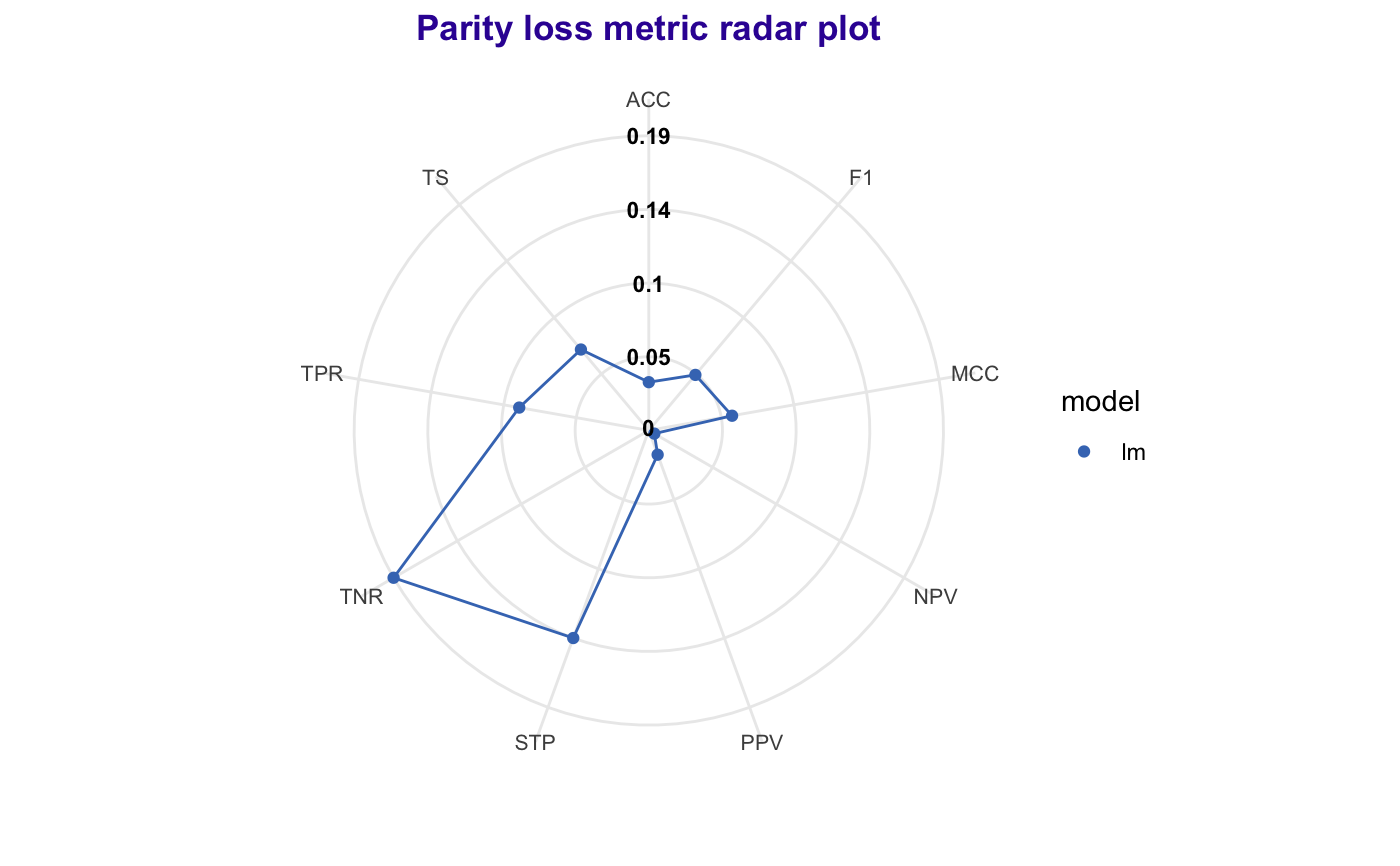 Parity loss metric radar plot
ACC
0.19
TS
F1
0.14
0.1
0.05
TPR
MCC
model
0
lm
TNR
NPV
STP
PPV